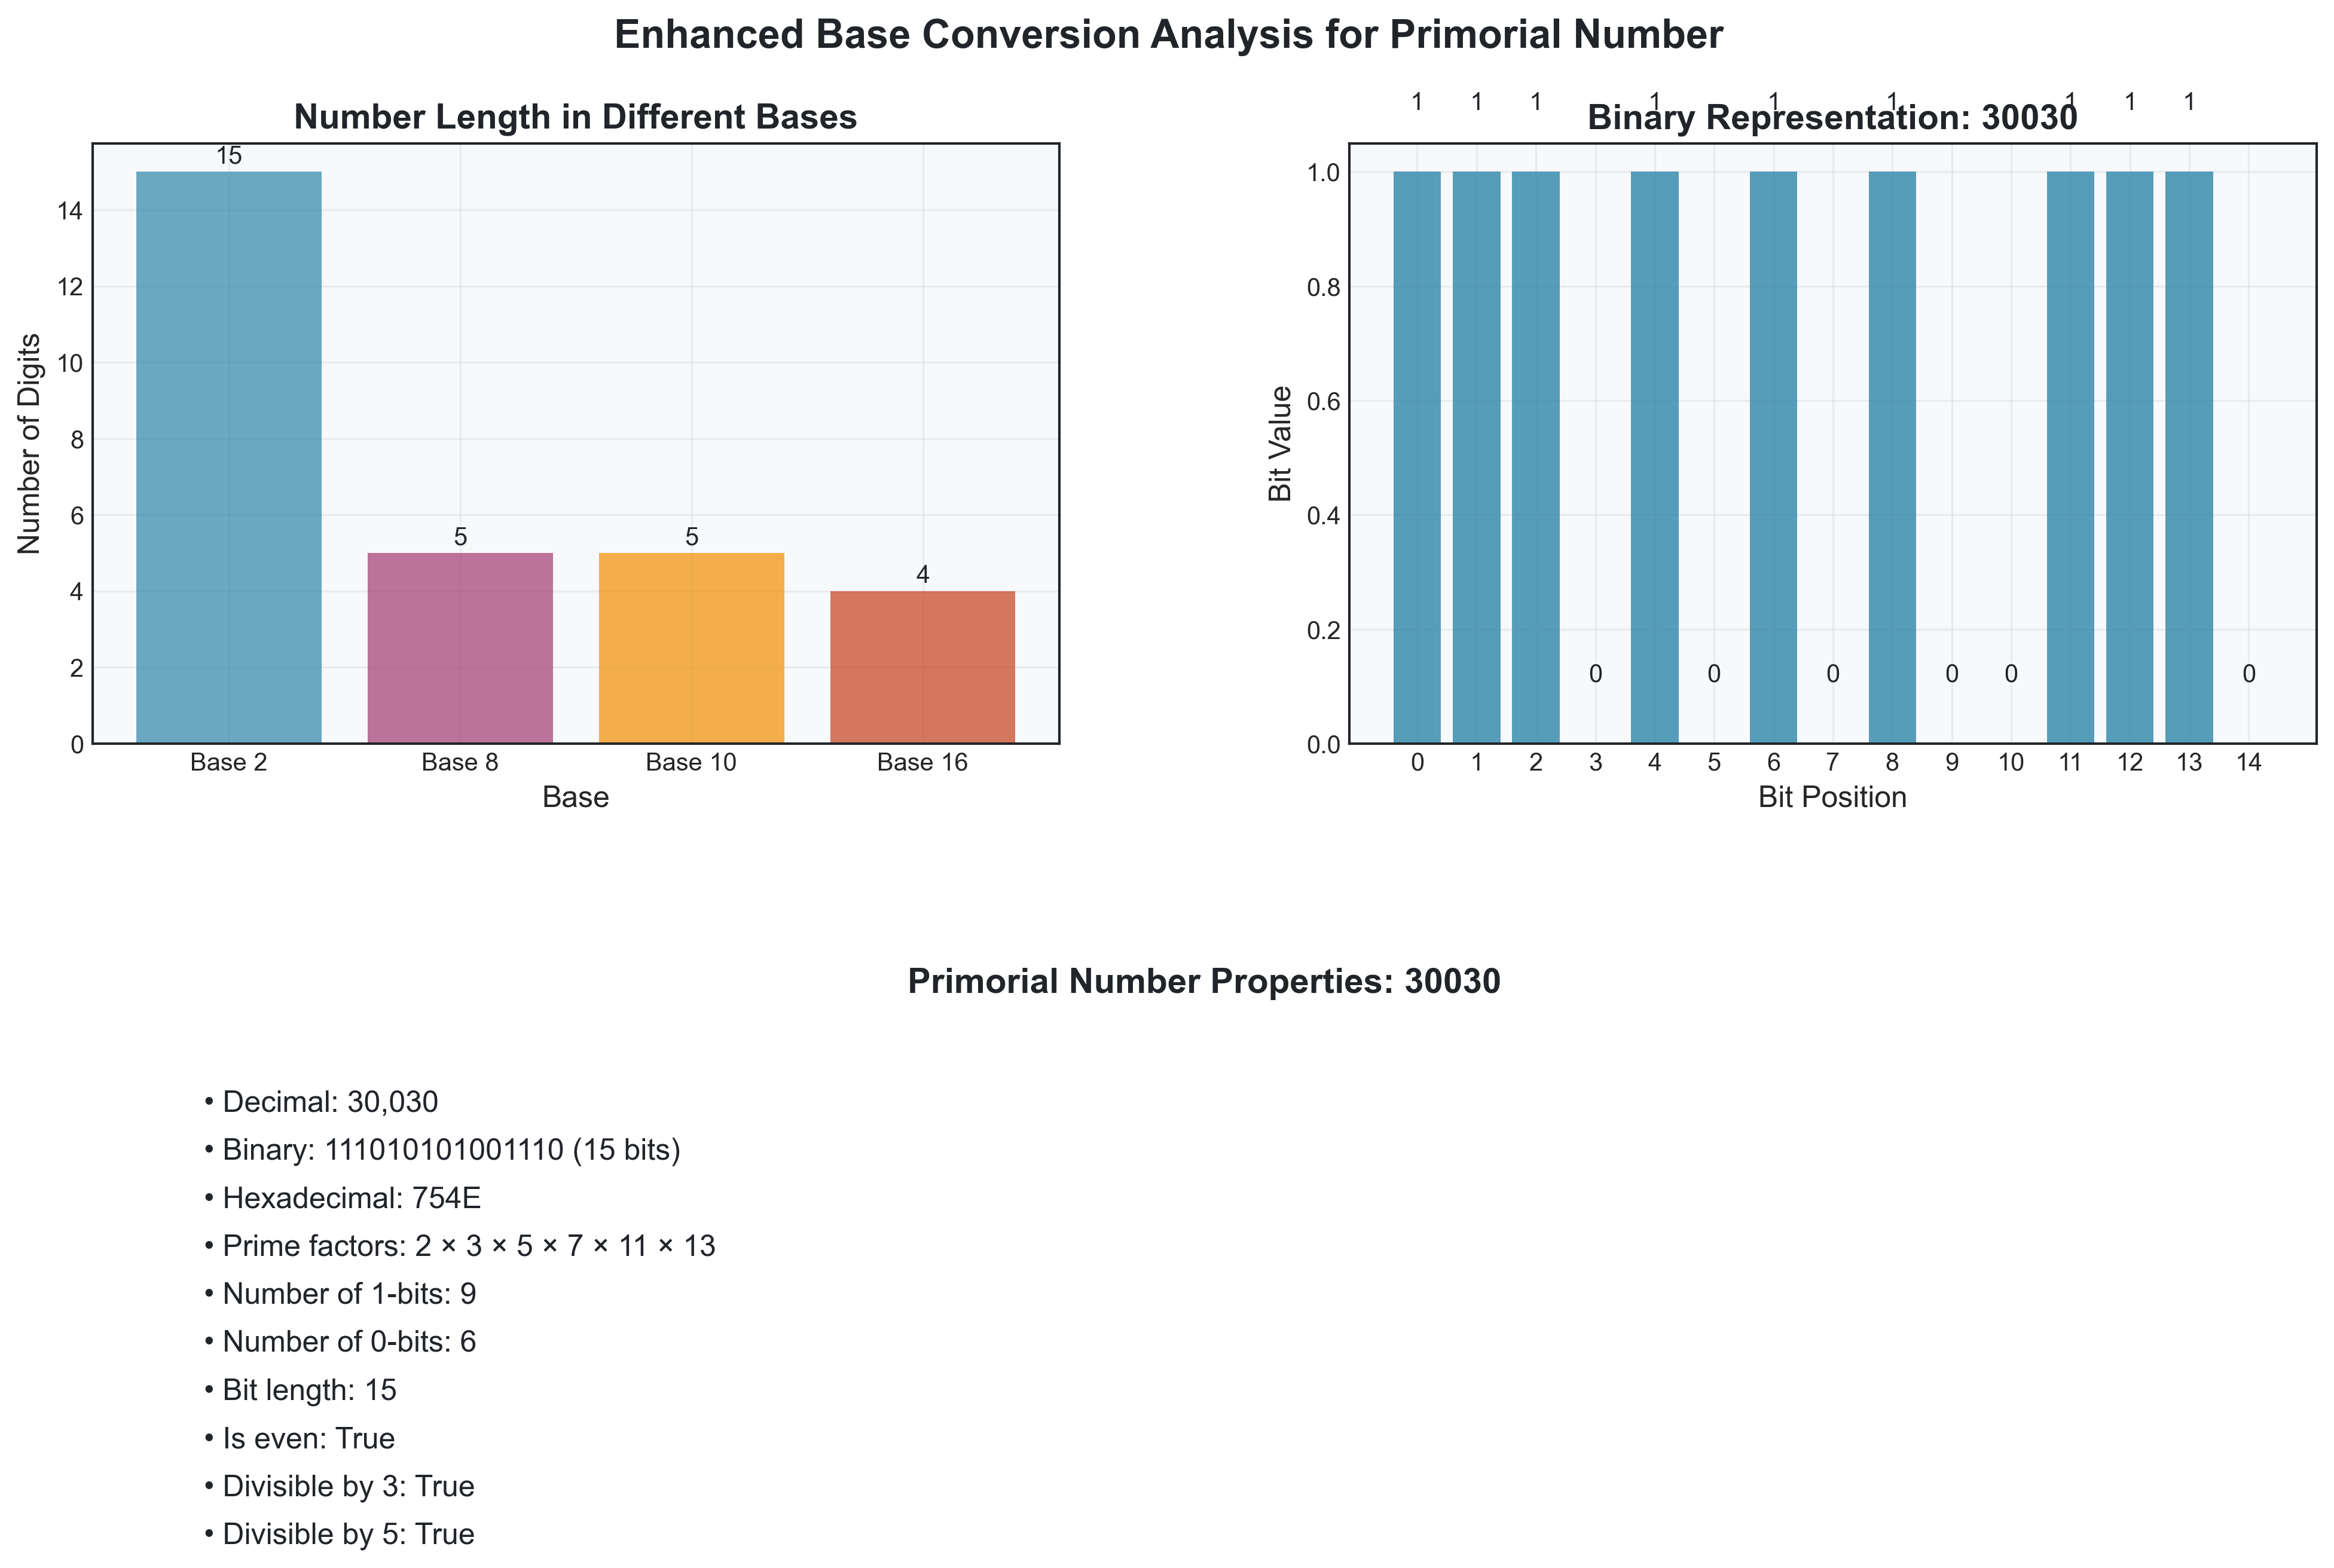 Enhanced Base Conversion Analysis for Primorial Number
Number Length in Different Bases
15
5
5
4
14
12
10
8
6
4
2
0
Number of Digits
Base 2 Base 8 Base 10 Base 16
Base
1 1 1 1 1 1 1 1 1
Binary Representation: 30030
1.0
0.8
0.6
0.4
0.2
0.0
Bit Value
0 0 0 0 0 0
0 1 2 3 4 5 6 7 8 9 10 11 12 13 14
Bit Position
Primorial Number Properties: 30030
• Decimal: 30,030
• Binary: 111010101001110 (15 bits)
• Hexadecimal: 754E
• Prime factors: 2 × 3 × 5 × 7 × 11 × 13
• Number of 1-bits: 9
• Number of 0-bits: 6
• Bit length: 15
• Is even: True
• Divisible by 3: True
• Divisible by 5: True